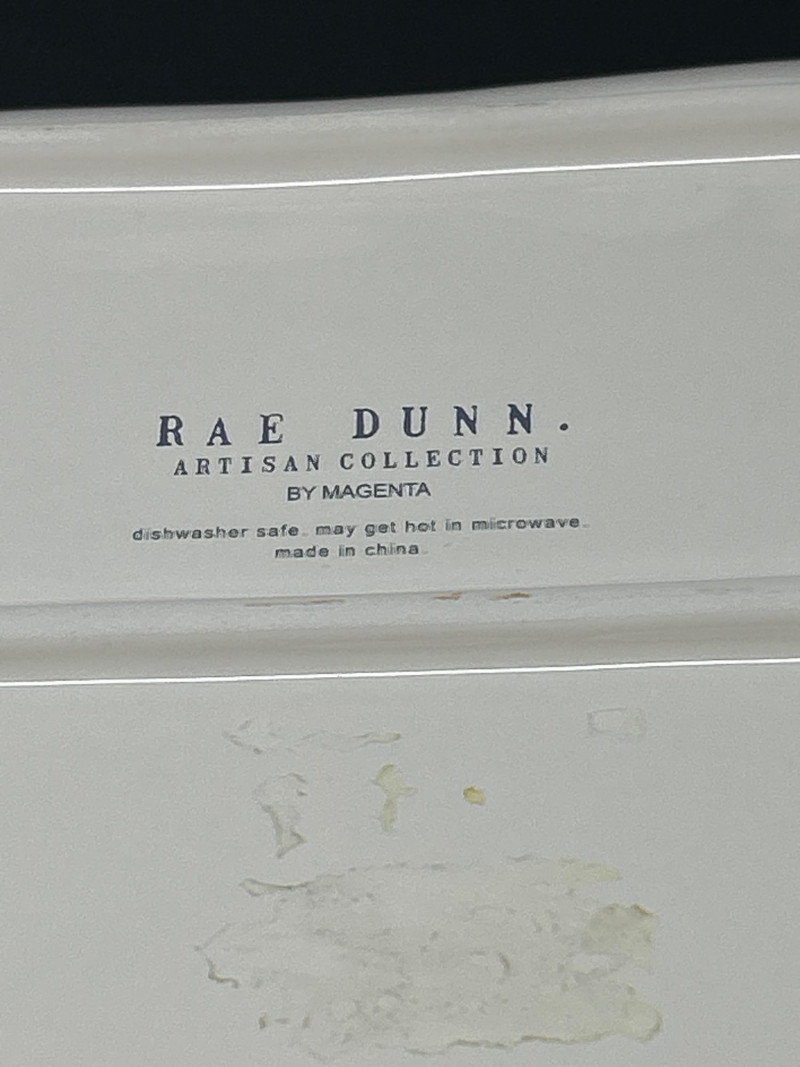 RAE DUNN.
ARTISAN COLLECTION
BY MAGENTA
dishwasher safe. may get hot in microwave.
made in china.